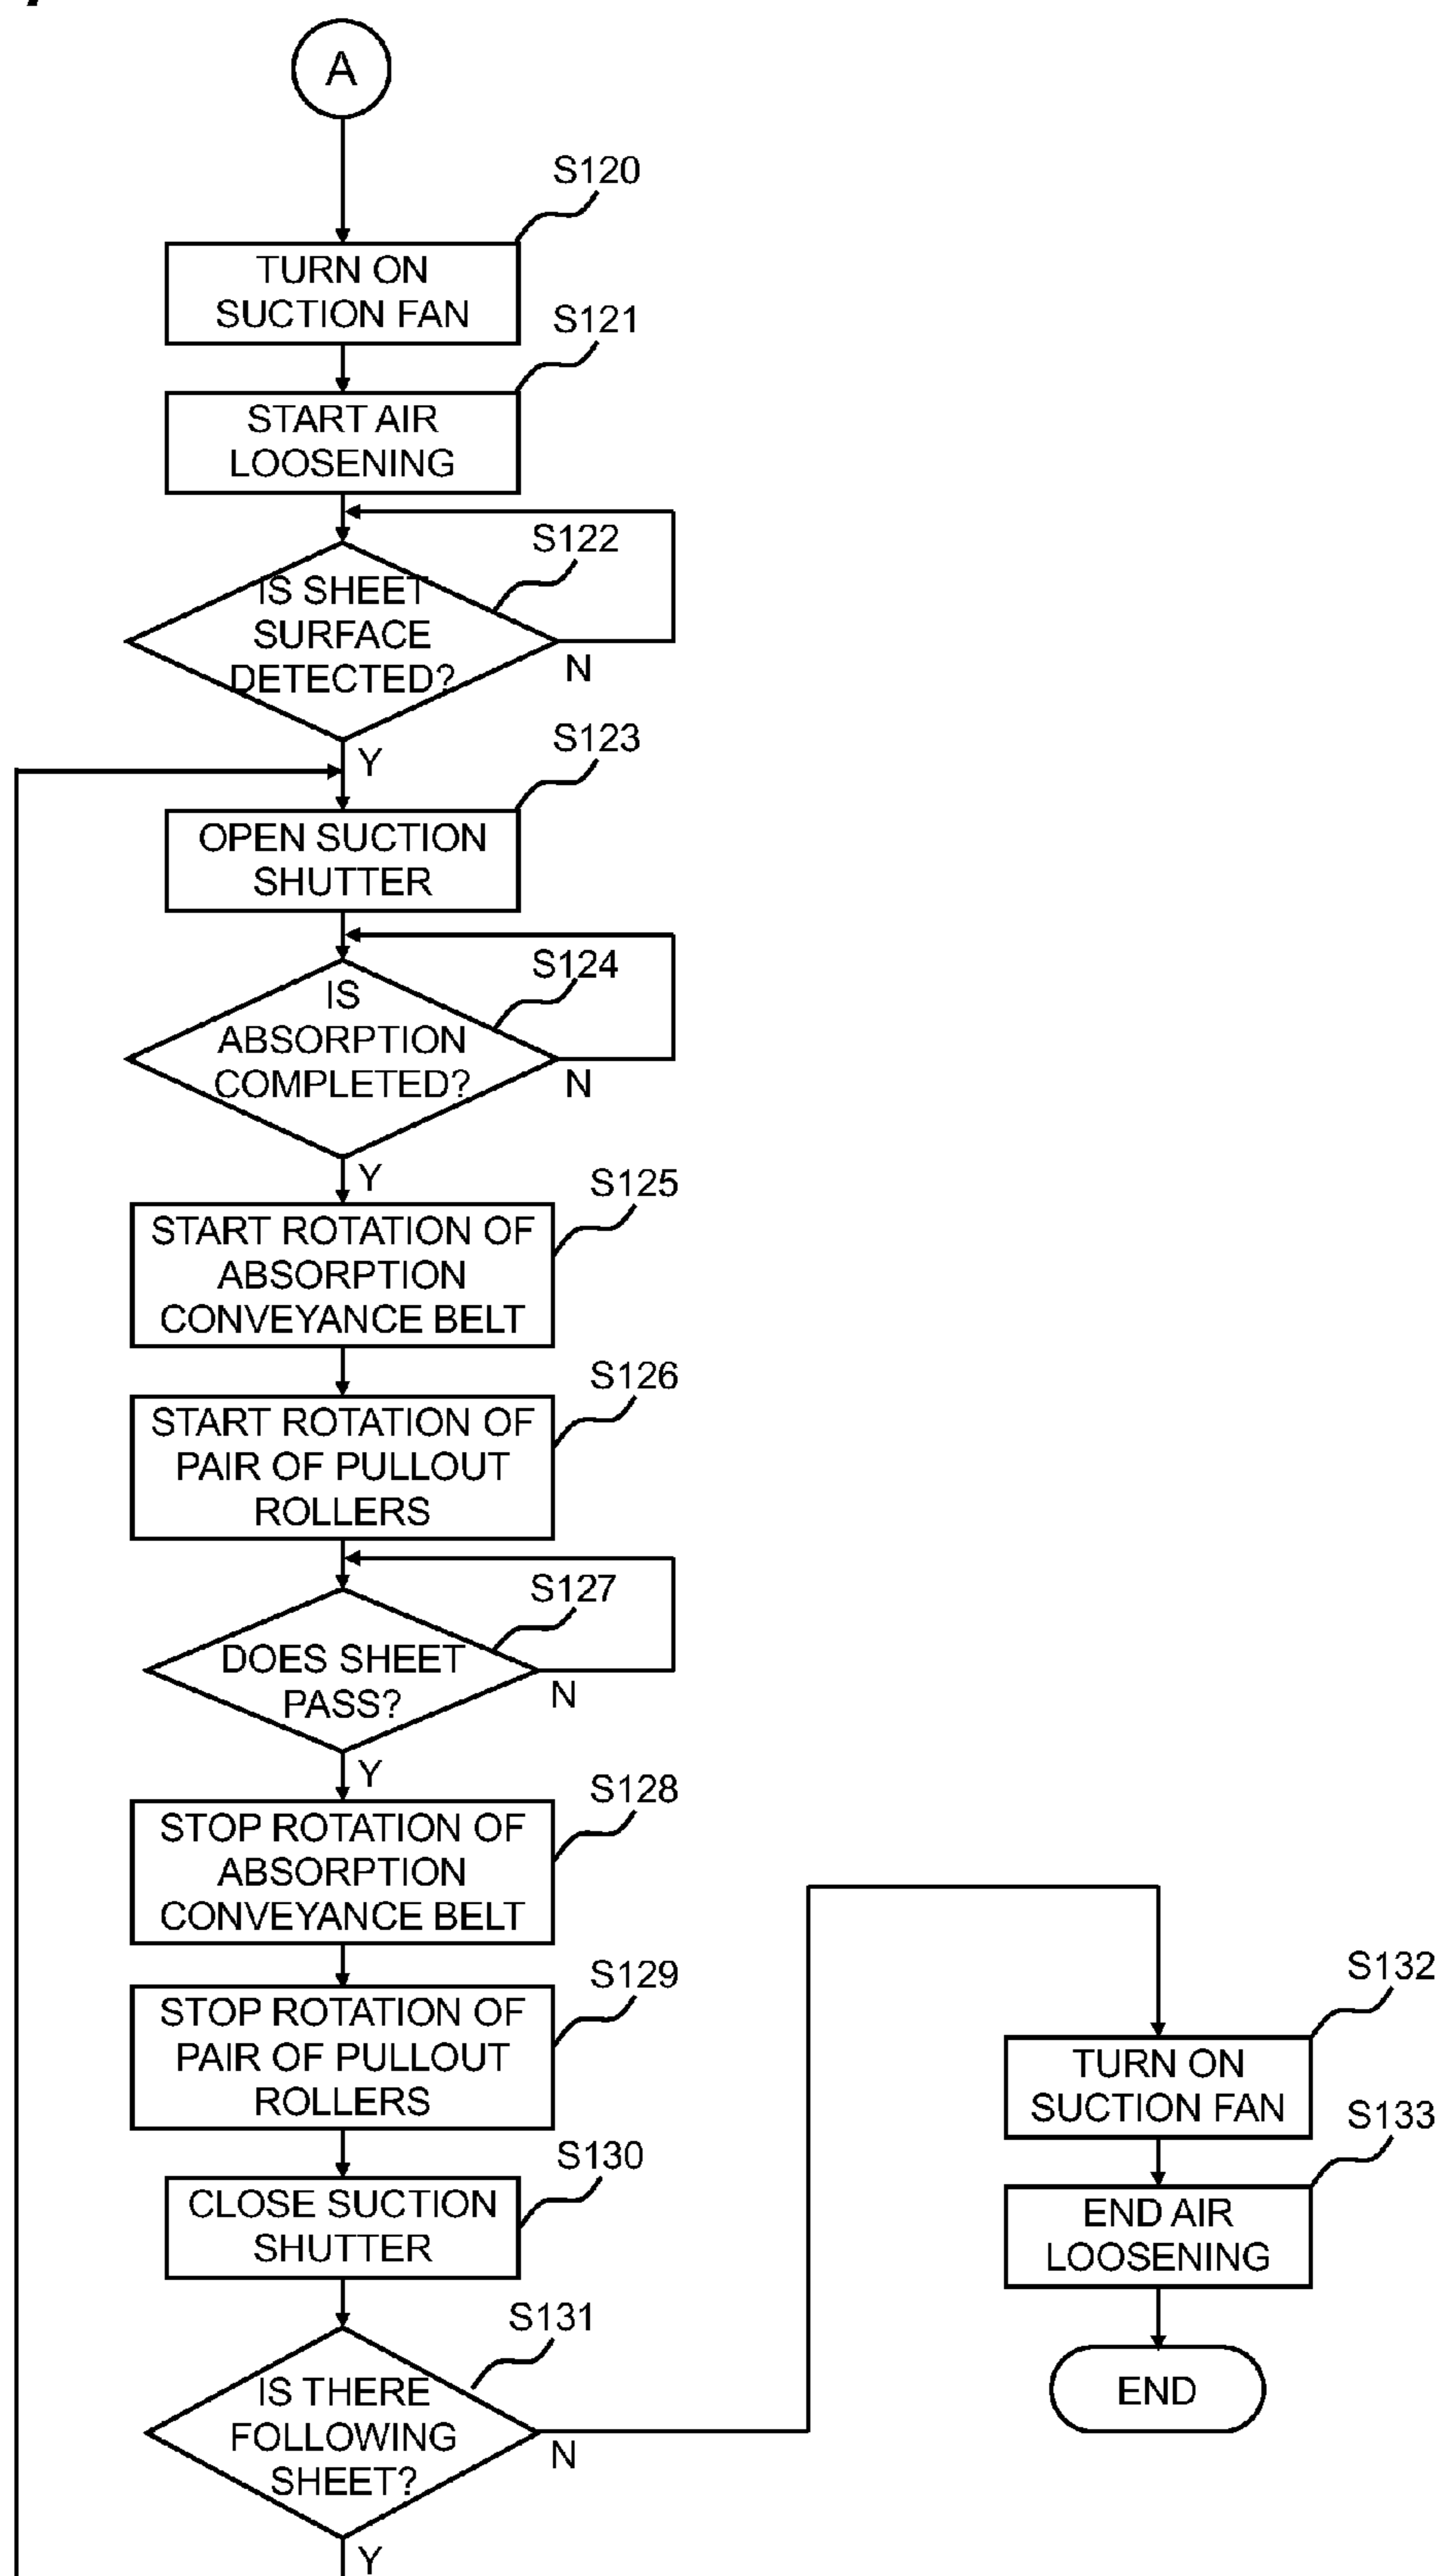 A
S120
TURN ON
SUCTION FAN
S121
START AIR
LOOSENING
S122
IS SHEET
SURFACE
DETECTED?
N
Y
S123
OPEN SUCTION
SHUTTER
S124
IS
ABSORPTION
COMPLETED?
N
Y
S125
START ROTATION OF
ABSORPTION
CONVEYANCE BELT
S126
START ROTATION OF
PAIR OF PULLOUT
ROLLERS
S127
DOES SHEET
PASS?
N
Y
S128
STOP ROTATION OF
ABSORPTION
CONVEYANCE BELT
S129
STOP ROTATION OF
PAIR OF PULLOUT
ROLLERS
S130
CLOSE SUCTION
SHUTTER
S131
IS THERE
FOLLOWING
SHEET?
N
Y
S132
TURN ON
SUCTION FAN
S133
END AIR
LOOSENING
END